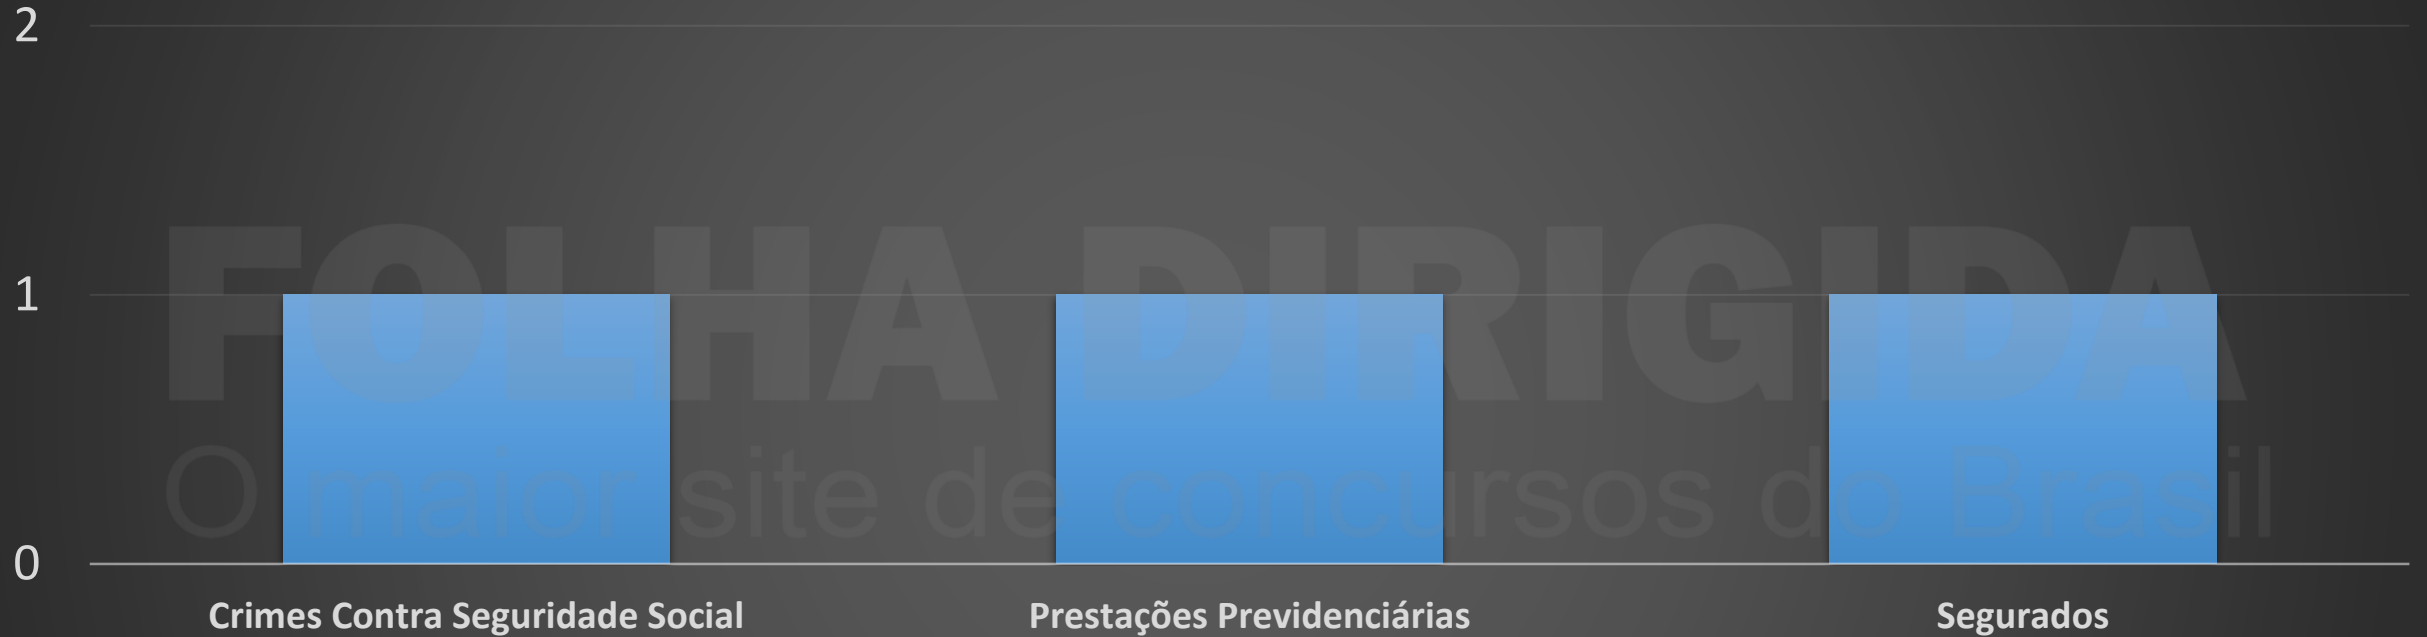 2
1
0
FOLHA DIRIGIDA
O maior site de concursos do Brasil
Crimes Contra Seguridade Social
Prestações Previdenciárias
Segurados